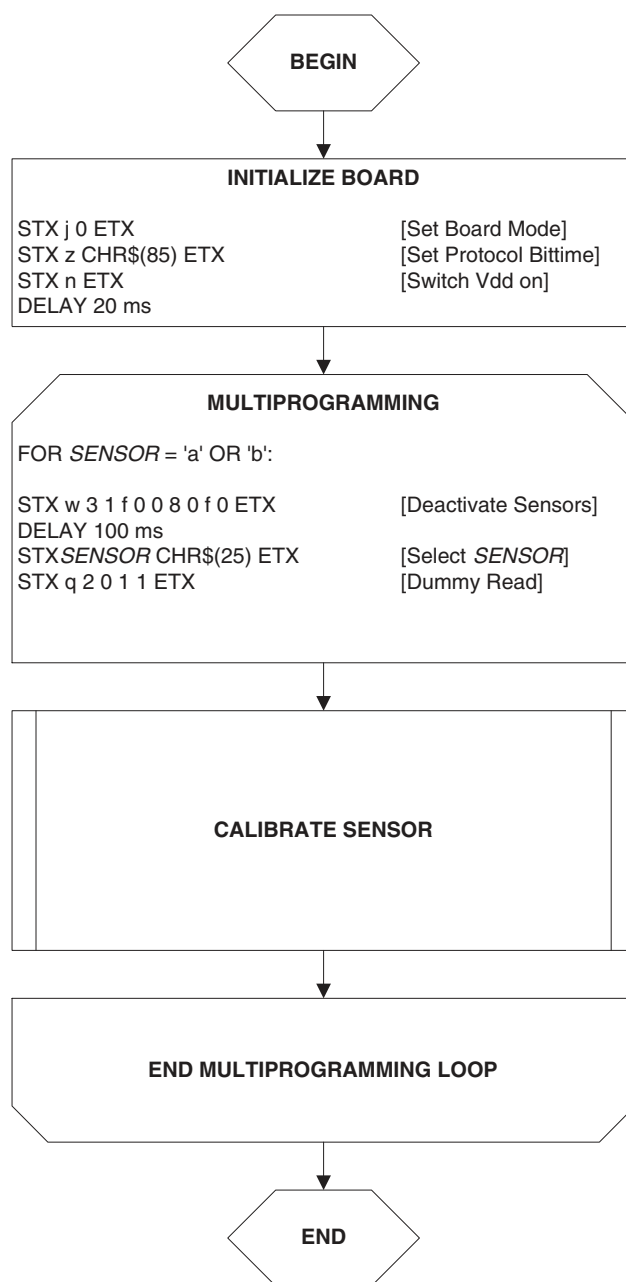 BEGIN
INITIALIZE BOARD
STX j 0 ETX [Set Board Mode]
STX z CHR$(85) ETX [Set Protocol Bittime]
STX n ETX [Switch Vdd on]
DELAY 20 ms
MULTIPROGRAMMING
FOR SENSOR = 'a' OR 'b':
STX w 3 1 f 0 0 8 0 f 0 ETX [Deactivate Sensors]
DELAY 100 ms
STXSENSOR CHR$(25) ETX [Select SENSOR]
STX q 2 0 1 1 ETX [Dummy Read]
CALIBRATE SENSOR
END MULTIPROGRAMMING LOOP
END